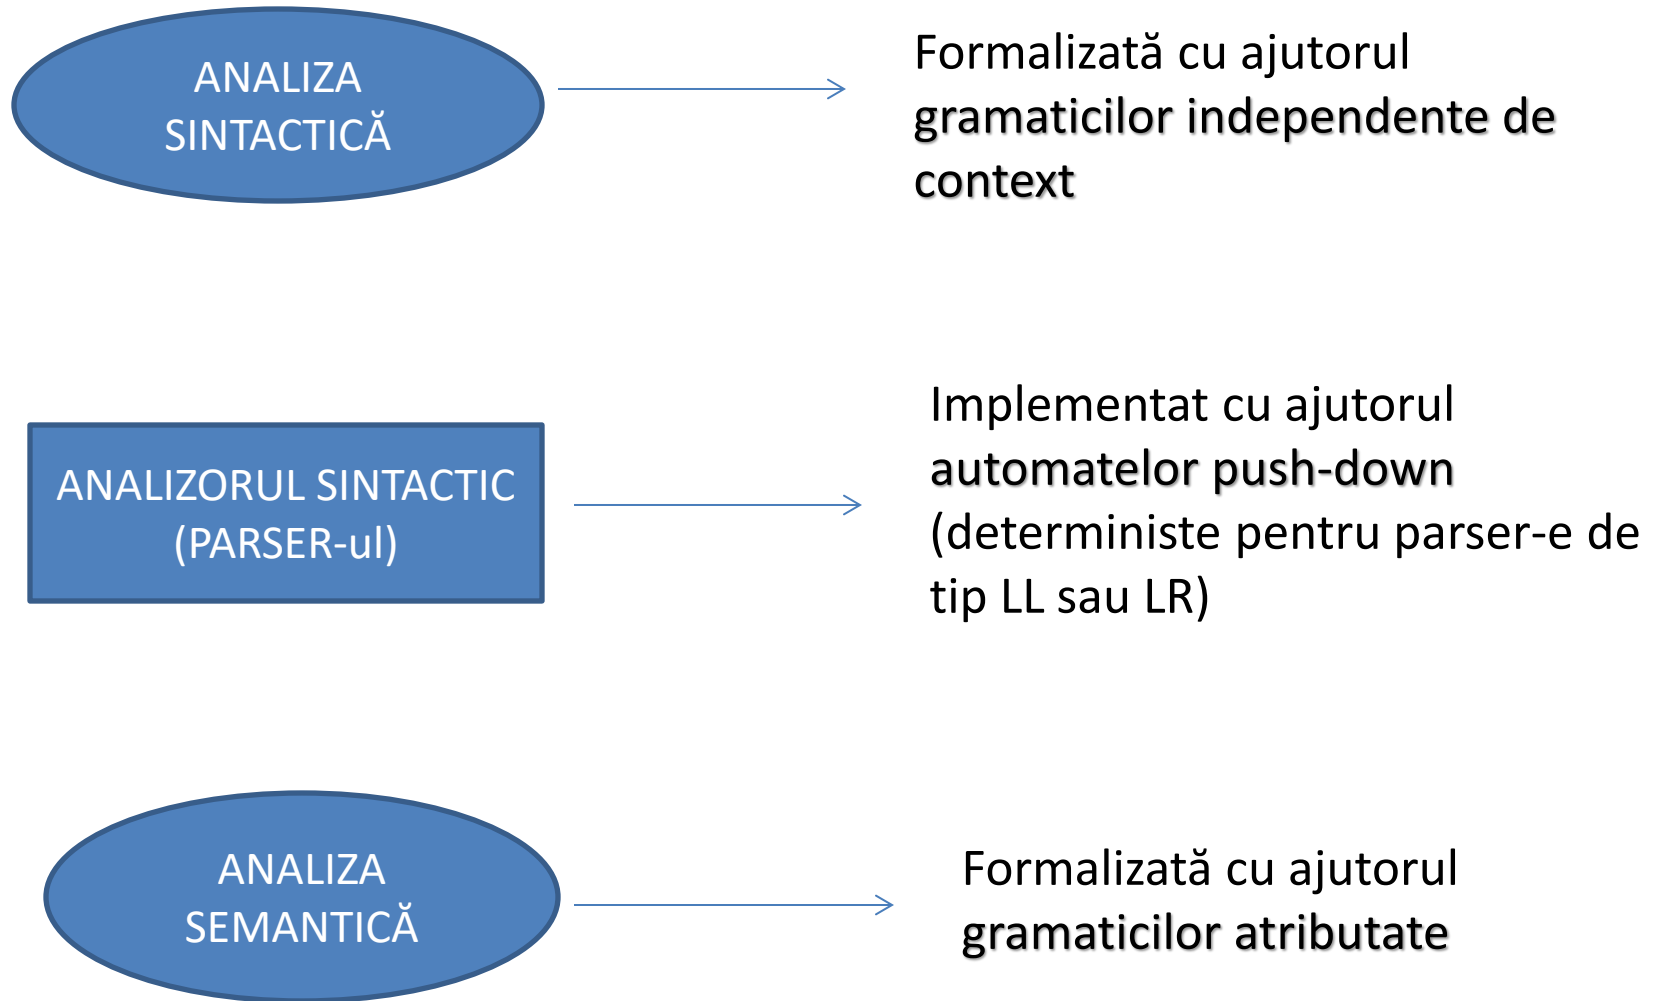 ANALIZA
SINTACTICĂ
Formalizată cu ajutorul
gramaticilor independente de
context
ANALIZORUL SINTACTIC
(PARSER-ul)
Implementat cu ajutorul
automatelor push-down
(deterministe pentru parser-e de
tip LL sau LR)
ANALIZA
SEMANTICĂ
Formalizată cu ajutorul
gramaticilor atributate